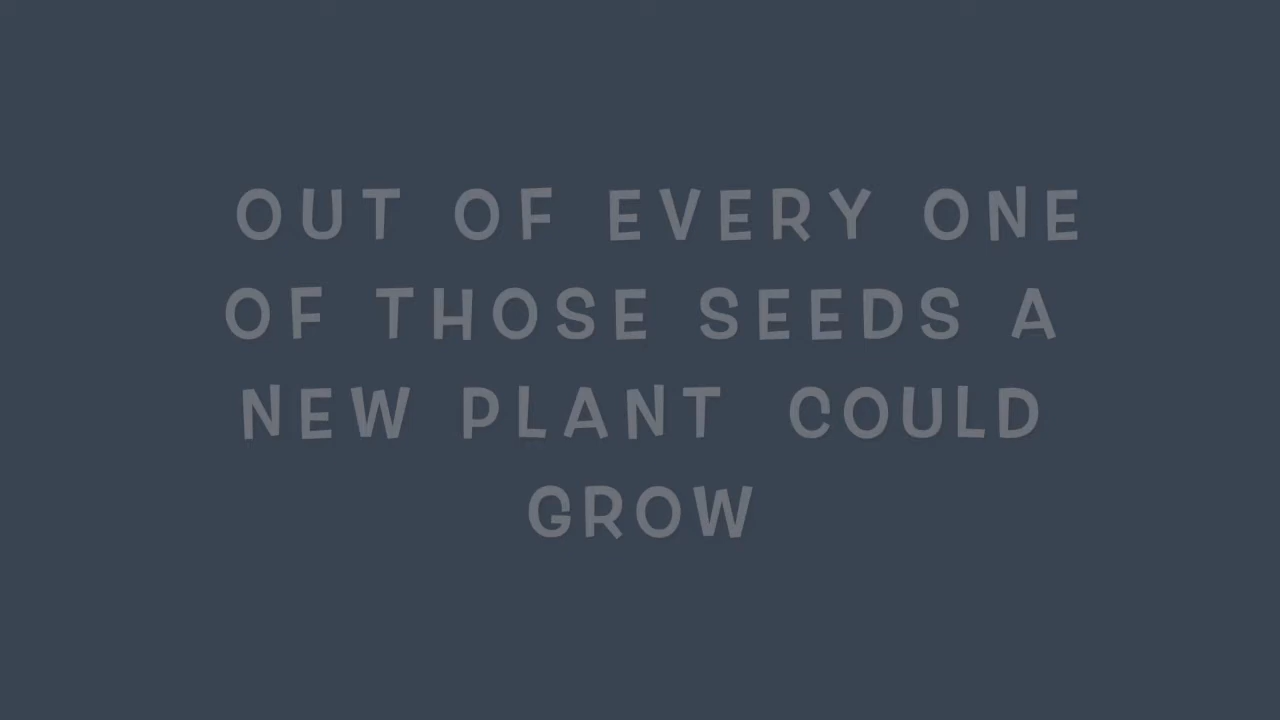 OUT OF EVERY ONE
OF THOSE SEEDS A
NEW PLANT COULD
GROW